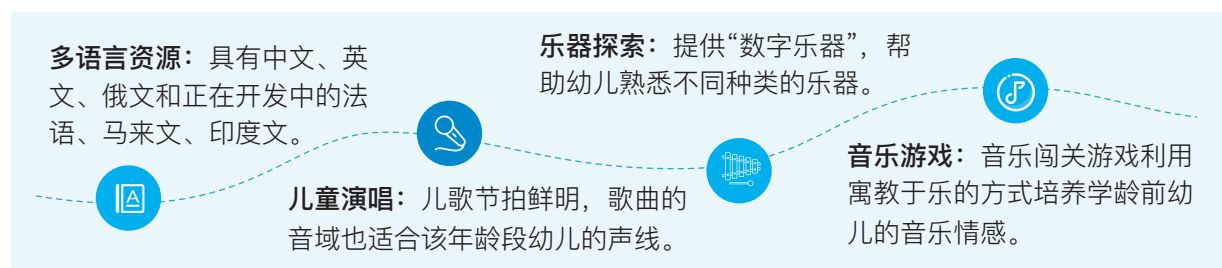 多语言资源：具有中文、英
文、俄文和正在开发中的法
语、马来文、印度文。
A
儿童演唱：儿歌节拍鲜明，歌曲的
音域也适合该年龄段幼儿的声线。
乐器探索：提供“数字乐器”，帮
助幼儿熟悉不同种类的乐器。
音乐游戏：音乐闯关游戏利用
寓教于乐的方式培养学龄前幼
儿的音乐情感。